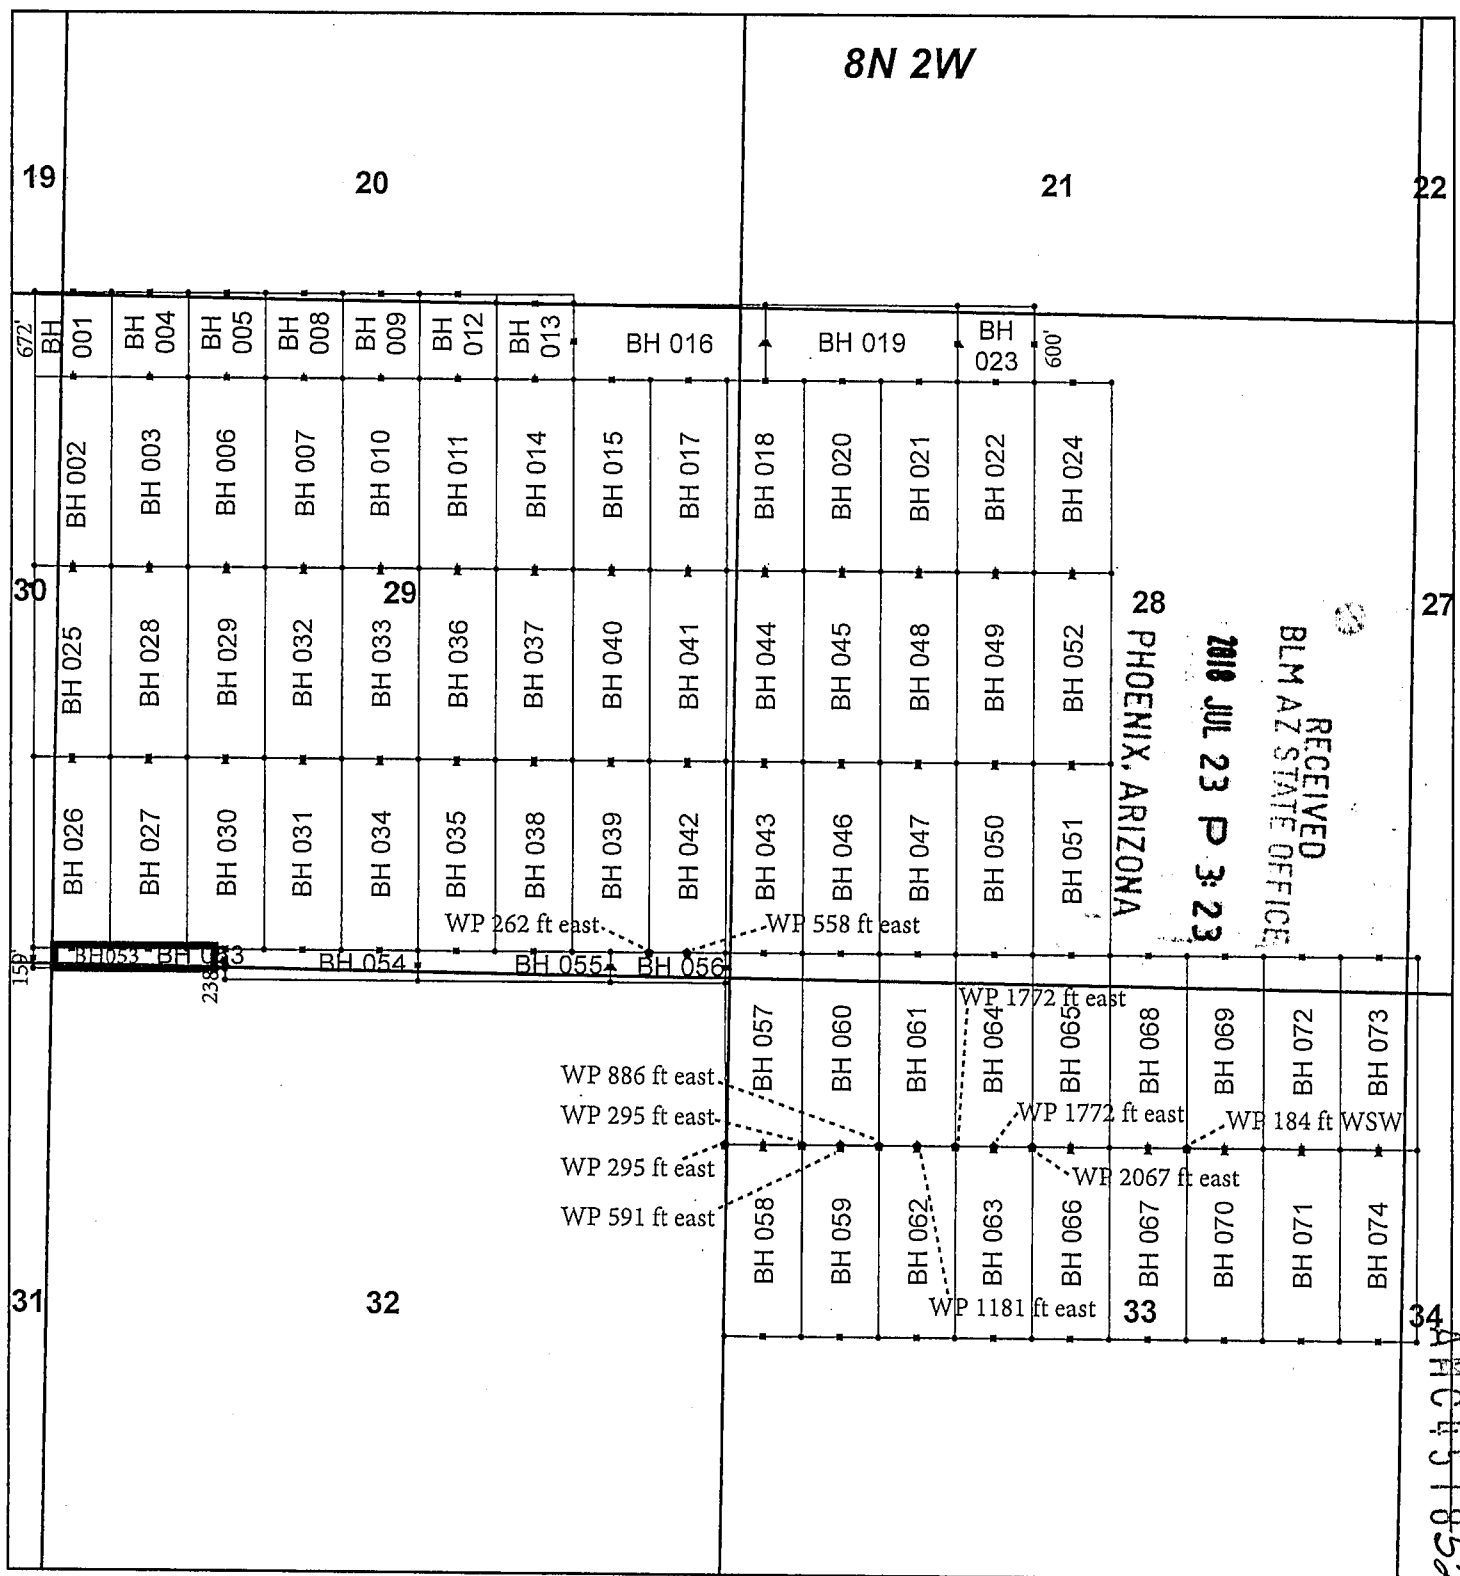 8N 2W
19
20
21
22
672'
BH 001
BH 004
BH 005
BH 008
BH 009
BH 012
BH 013
BH 016
BH 019
BH 023
600'
BH 002
BH 003
BH 006
BH 007
BH 010
BH 011
BH 014
BH 015
BH 017
BH 018
BH 020
BH 021
BH 022
BH 024
30
29
28
27
BH 025
BH 028
BH 029
BH 032
BH 033
BH 036
BH 037
BH 040
BH 041
BH 044
BH 045
BH 048
BH 049
BH 052
RECEIVED
BLM AZ STATE OFFICE
2018 JUL 23 P 3:23
PHOENIX, ARIZONA
BH 026
BH 027
BH 030
BH 031
BH 034
BH 035
BH 038
BH 039
BH 042
BH 043
BH 046
BH 047
BH 050
BH 051
WP 262 ft east
WP 558 ft east
159'
BH053
BH 053
238'
BH 054
BH 055
BH 056
WP 1772 ft east
BH 057
BH 060
BH 061
BH 064
BH 065
BH 068
BH 069
BH 072
BH 073
WP 886 ft east
WP 295 ft east
WP 1772 ft east
WP 184 ft WSW
WP 295 ft east
WP 2067 ft east
WP 591 ft east
BH 058
BH 059
BH 062
BH 063
BH 066
BH 067
BH 070
BH 071
BH 074
WP 1181 ft east
31
32
33
34